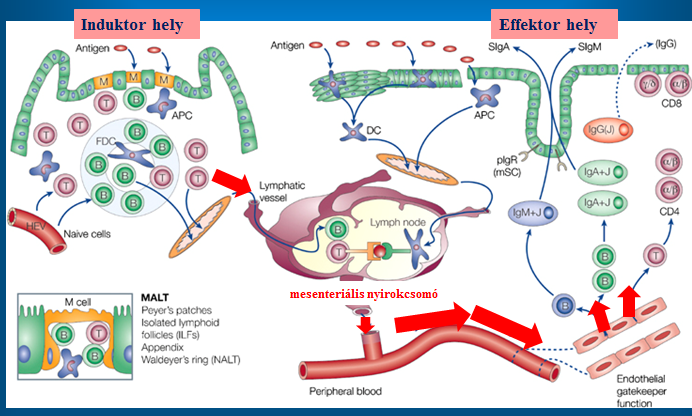 Induktor hely
Effektor hely
Antigen
M
M
M
T
B
B
T
APC
T
FDC
B
B
T
C
B
T
B
B
B
T
HEV
Naive cells
Lymphatic
vessel
M cell
B
T
C
MALT
Peyer's patches
Isolated lymphoid
follicles (ILFs)
Appendix
Waldeyer's ring (NALT)
Antigen
DC
APC
Lymph node
B
T
mesenteriális nyirokcsomó
Peripheral blood
SIgA
SIgM
(IgG)
γ/δ
α/β
CD8
IgG(J)
pIgR
(mSC)
IgA+J
α/β
IgM+J
IgA+J
α/β
CD4
B
T
B
B
Endothelial
gatekeeper
function